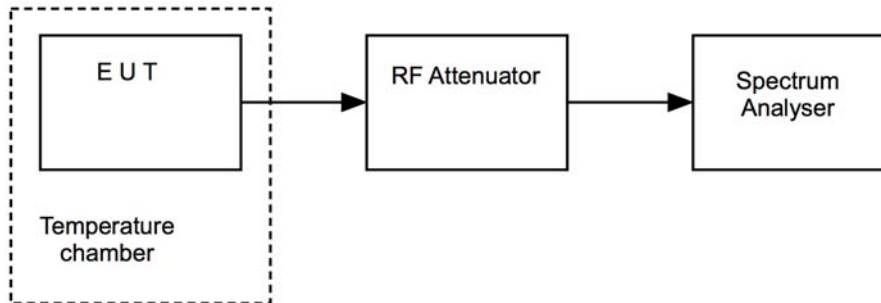 E U T
RF Attenuator
Spectrum
Analyser
Temperature
chamber